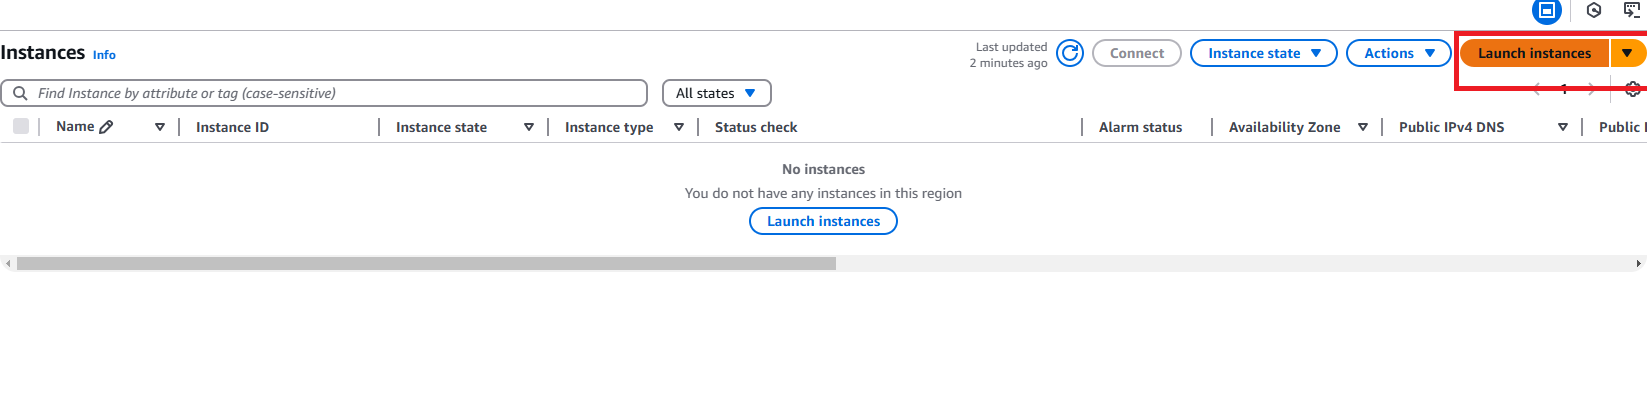 Instances Info
Last updated
2 minutes ago
Connect
Instance state
Actions
Launch instances
Find Instance by attribute or tag (case-sensitive)
All states
1
Name
Instance ID
Instance state
Instance type
Status check
Alarm status
Availability Zone
Public IPv4 DNS
Public
No instances
You do not have any instances in this region
Launch instances